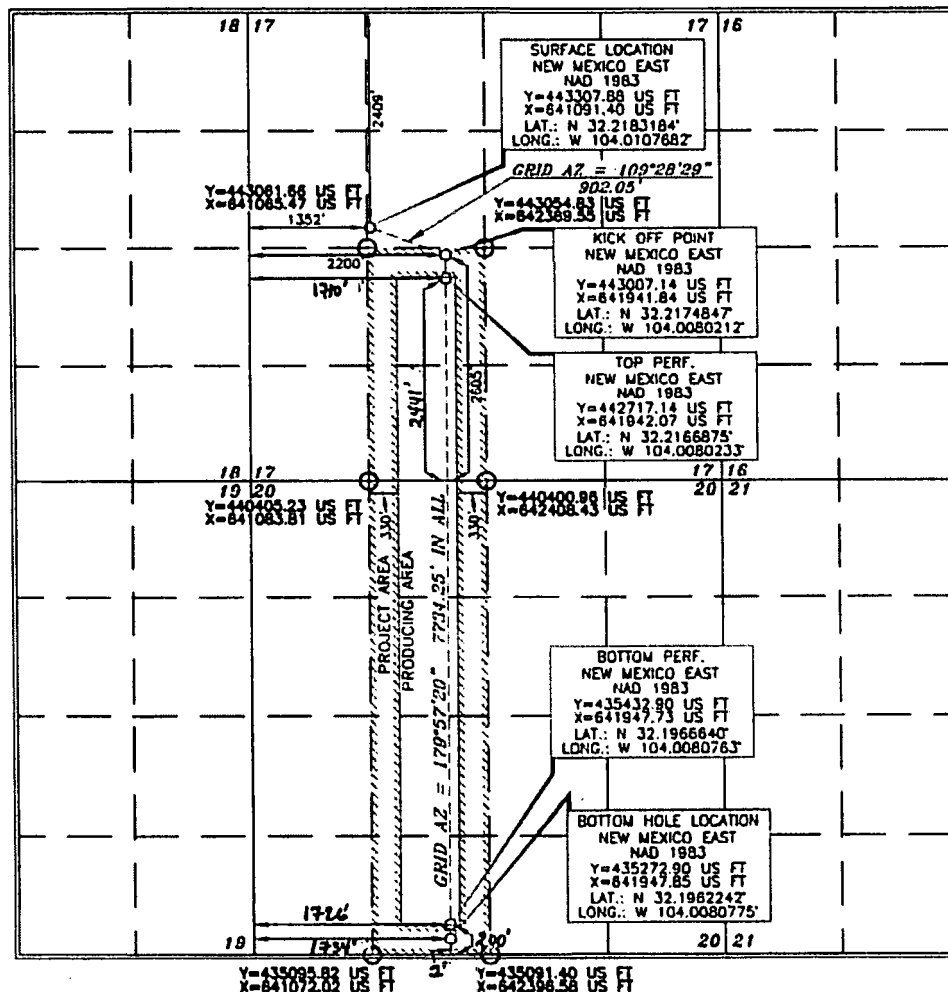 18 17
17 16
2409'
SURFACE LOCATION
NEW MEXICO EAST
NAD 1983
Y=443307.88 US FT
X=641091.40 US FT
LAT.: N 32.2183184°
LONG.: W 104.0107682°
GRID AZ = 109°28'29"
902.05'
Y=443061.66 US FT
X=641085.47 US FT
1352'
Y=443054.83 US FT
X=642389.55 US FT
2200
1710'
KICK OFF POINT
NEW MEXICO EAST
NAD 1983
Y=443007.14 US FT
X=641941.84 US FT
LAT.: N 32.2174847°
LONG.: W 104.0080212°
2441'
2603'
TOP PERF.
NEW MEXICO EAST
NAD 1983
Y=442717.14 US FT
X=641942.07 US FT
LAT.: N 32.2166875°
LONG.: W 104.0080233°
18 17
19 20
17 16
20 21
Y=440405.23 US FT
X=641083.81 US FT
Y=440400.96 US FT
X=642408.43 US FT
330'
330'
PROJECT AREA
PRODUCING AREA
GRID AZ = 179°57'20" 7734.25' IN ALL
BOTTOM PERF.
NEW MEXICO EAST
NAD 1983
Y=435432.90 US FT
X=641947.73 US FT
LAT.: N 32.1966640°
LONG.: W 104.0080763°
BOTTOM HOLE LOCATION
NEW MEXICO EAST
NAD 1983
Y=435272.90 US FT
X=641947.85 US FT
LAT.: N 32.1962242°
LONG.: W 104.0080775°
1726'
1734'
200'
2'
19
20 21
Y=435095.82 US FT
X=641072.02 US FT
Y=435091.40 US FT
X=642398.58 US FT